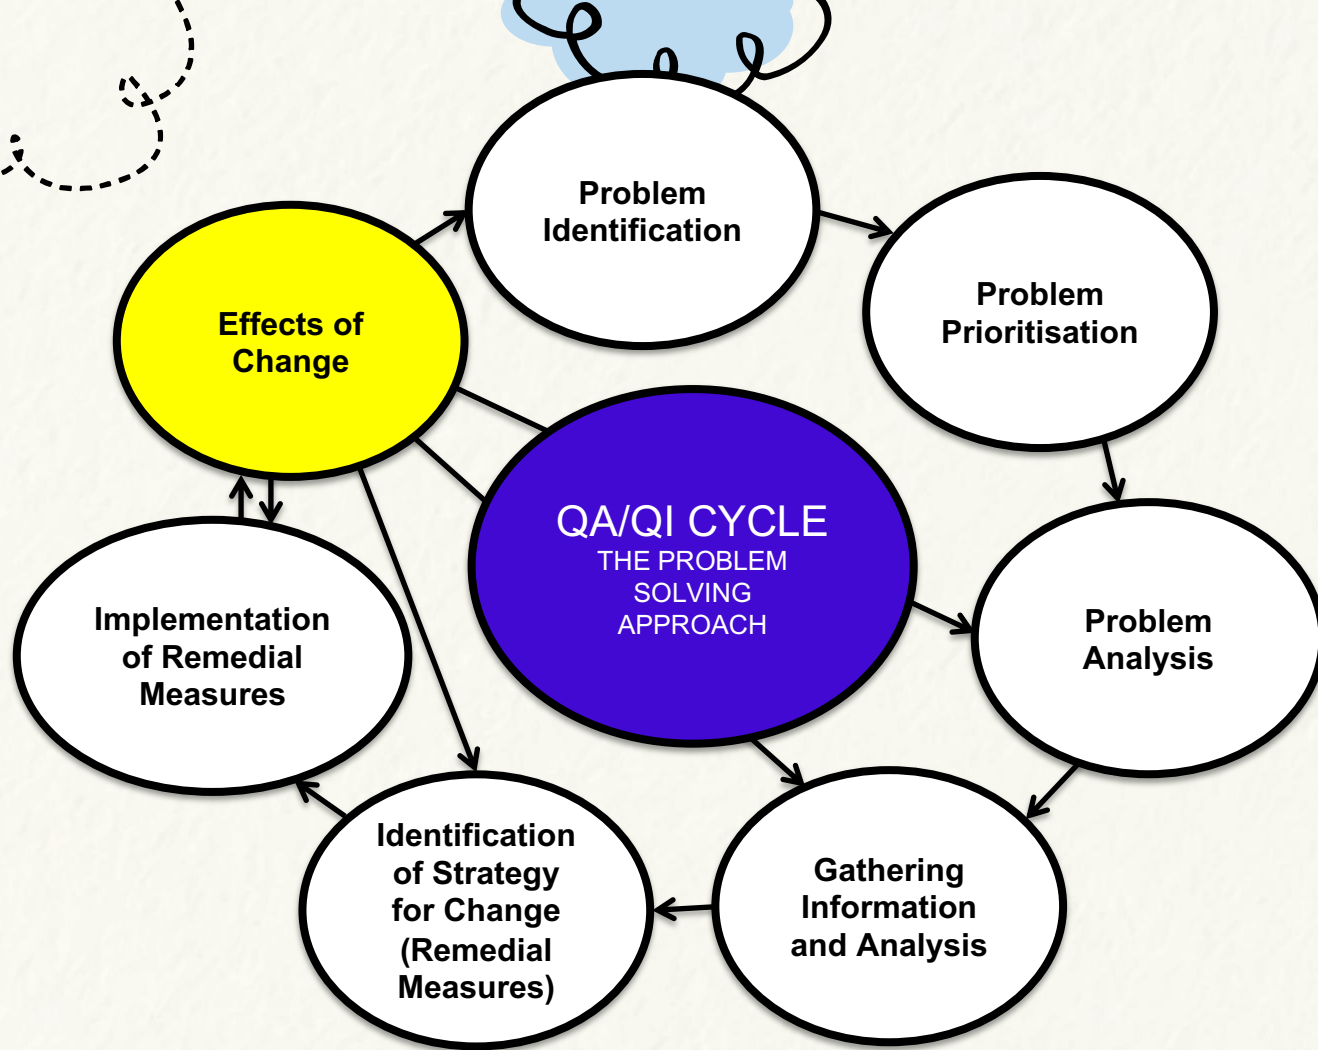 Problem
Identification
Problem
Prioritisation
Effects of
Change
QA/QI CYCLE
THE PROBLEM
SOLVING
APPROACH
Implementation
of Remedial
Measures
Problem
Analysis
Identification
of Strategy
for Change
(Remedial
Measures)
Gathering
Information
and Analysis